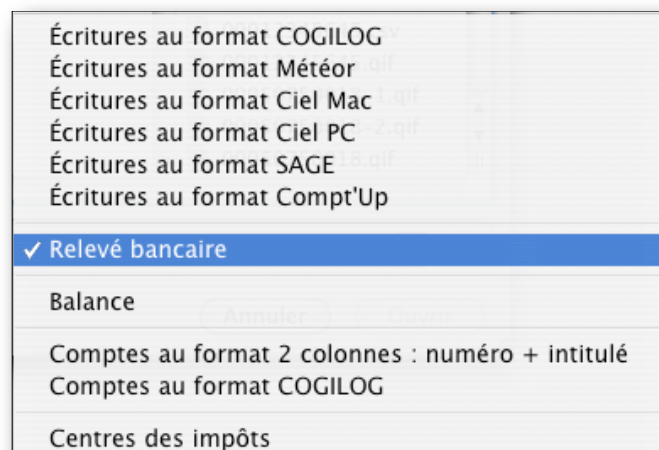 Écritures au format COGILOG
Écritures au format Météor
Écritures au format Ciel Mac
Écritures au format Ciel PC
Écritures au format SAGE
Écritures au format Compt'Up
✓ Relevé bancaire
Balance
Annuler Ouvrir
Comptes au format 2 colonnes : numéro + intitulé
Comptes au format COGILOG
Centres des impôts